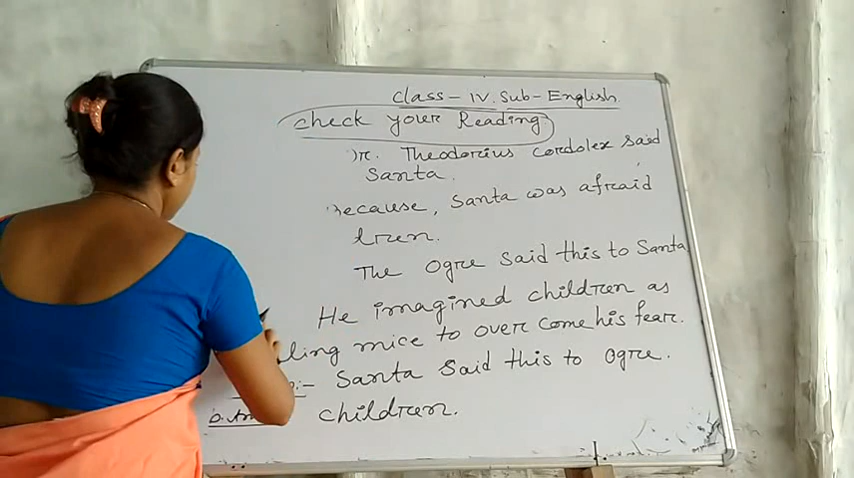 Class - IV. Sub - English.
check your Reading
Dr. Theodorius cordolex said
Santa.
Because, Santa was afraid
The Ogre said this to Santa
He imagined children as
mice to over come his fear.
:- Santa said this to Ogre.
children.